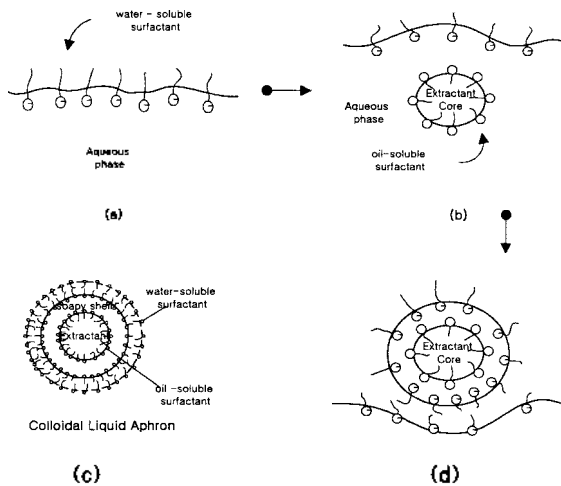 water - soluble
surfactant
Aqueous
phase
(a)
Extractant
Core
Aqueous
phase
oil-soluble
surfactant
(b)
water-soluble
surfactant
soapy shell
Extractant
oil -soluble
surfactant
Colloidal Liquid Aphron
(c)
Extractant
Core
(d)